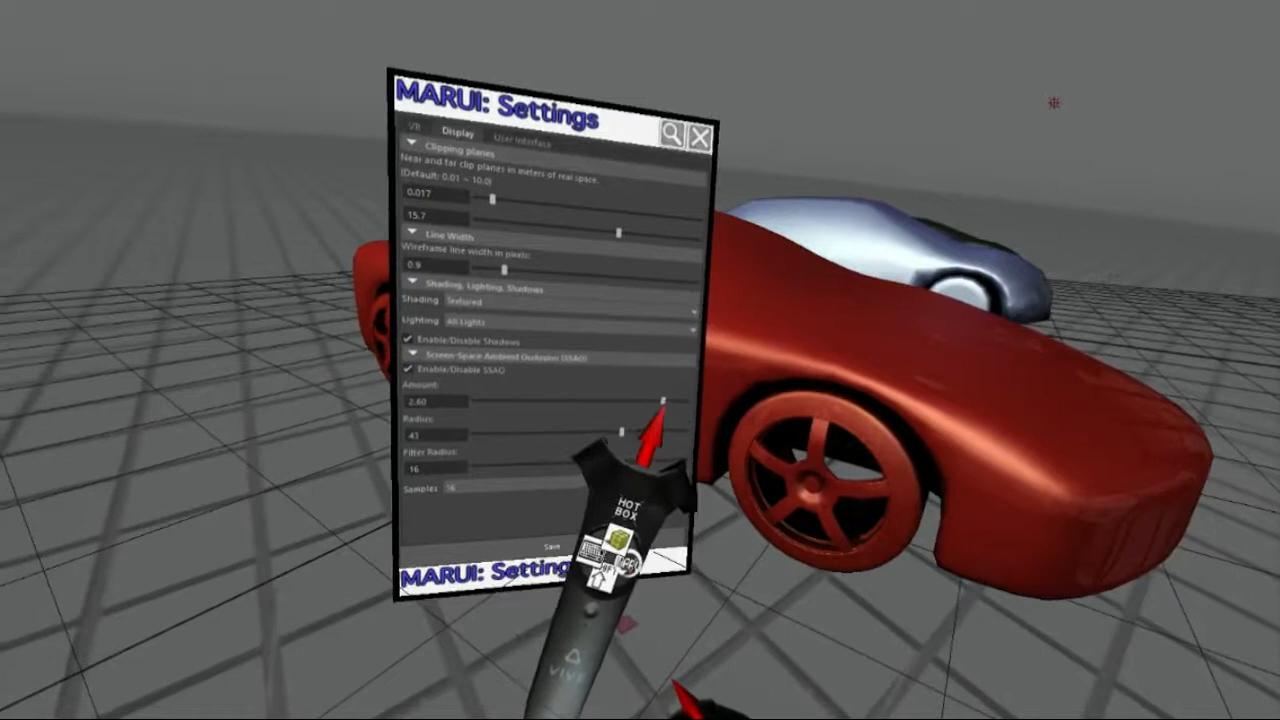 MARUI: Settings
VR Display User Interface
Clipping planes
Near and far clip planes in meters of real space.
(Default: 0.01 ~ 10.0)
0.017
15.7
Line Width
Wireframe line width in pixels:
0.9
Shading, Lighting, Shadows
Shading Textured
Lighting All Lights
Enable/Disable Shadows
Screen-Space Ambient Occlusion (SSAO)
Enable/Disable SSAO
Amount:
2.60
Radius:
43
Filter Radius:
16
Samples 16
Save
MARUI: Setting
HOT
BOX
VIVE